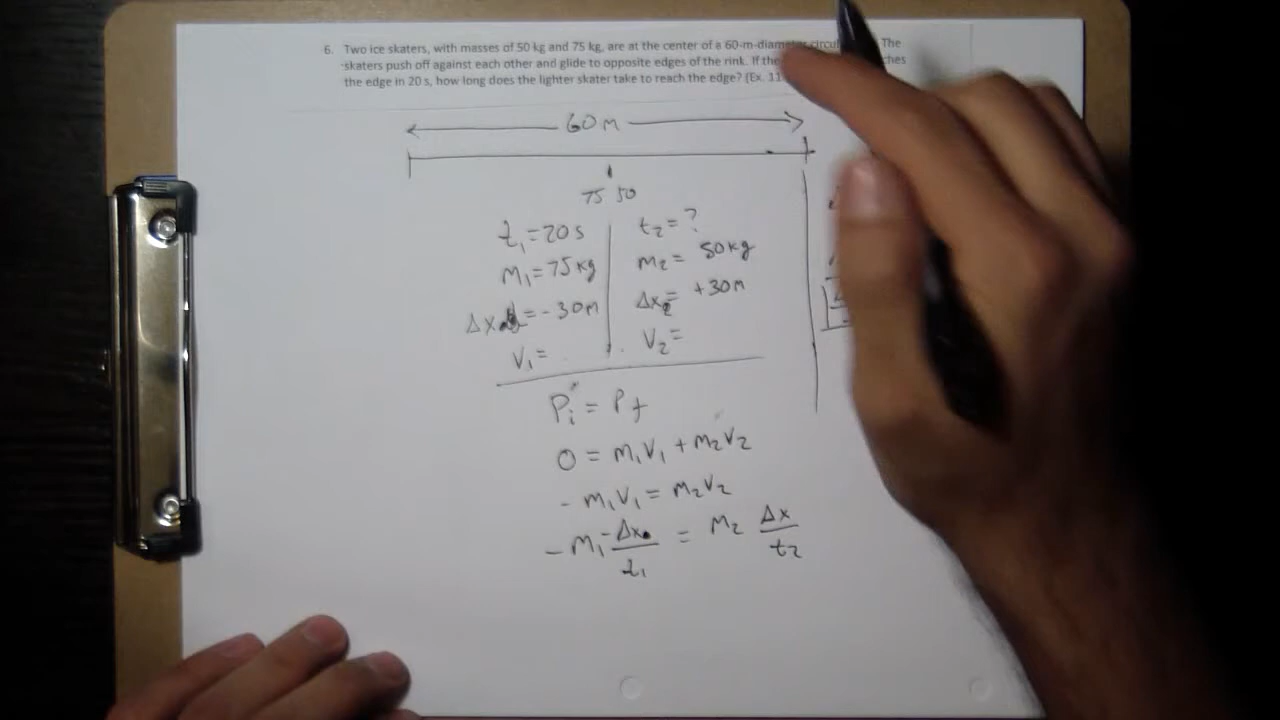 6. Two ice skaters, with masses of 50 kg and 75 kg, are at the center of a 60-m-diameter The
skaters push off against each other and glide to opposite edges of the rink. If the
the edge in 20 s, how long does the lighter skater take to reach the edge? (Ex. 11
60 m
75 50
t₁ = 20 s t₂ = ?
m₁ = 75 kg m₂ = 50 kg
Δx = - 30 m Δx₂ = +30 m
V₁ = V₂ =
Pi = Pf
0 = m₁V₁ + m₂V₂
- m₁V₁ = m₂V₂
- m₁ -Δx/t₁ = m₂ Δx/t₂